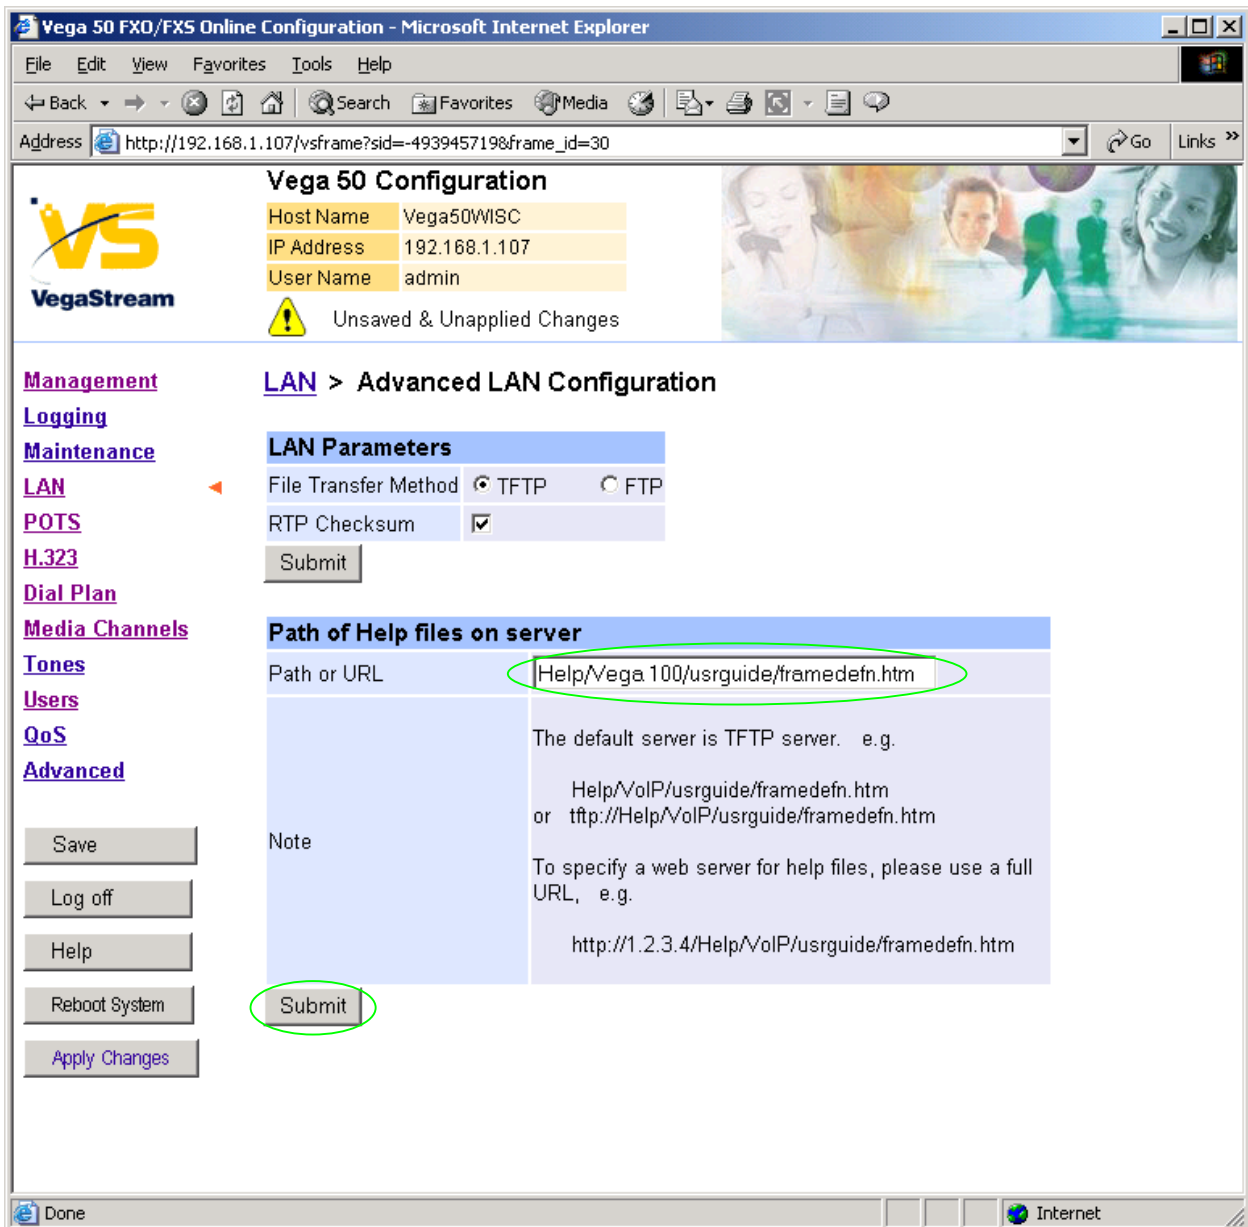 Vega 50 FXO/FXS Online Configuration - Microsoft Internet Explorer
File Edit View Favorites Tools Help
Back Search Favorites Media
Address http://192.168.1.107/vsframe?sid=-493945719&frame_id=30 Go Links »
VS
VegaStream
Vega 50 Configuration
Host Name Vega50WISC
IP Address 192.168.1.107
User Name admin
Unsaved & Unapplied Changes
Management
Logging
Maintenance
LAN
POTS
H.323
Dial Plan
Media Channels
Tones
Users
QoS
Advanced
Save
Log off
Help
Reboot System
Apply Changes
LAN > Advanced LAN Configuration
LAN Parameters
File Transfer Method TFTP FTP
RTP Checksum
Submit
Path of Help files on server
Path or URL Help/Vega 100/usrguide/framedefn.htm
Note
The default server is TFTP server. e.g.
Help/VoIP/usrguide/framedefn.htm
or tftp://Help/VoIP/usrguide/framedefn.htm
To specify a web server for help files, please use a full
URL, e.g.
http://1.2.3.4/Help/VoIP/usrguide/framedefn.htm
Submit
Done Internet